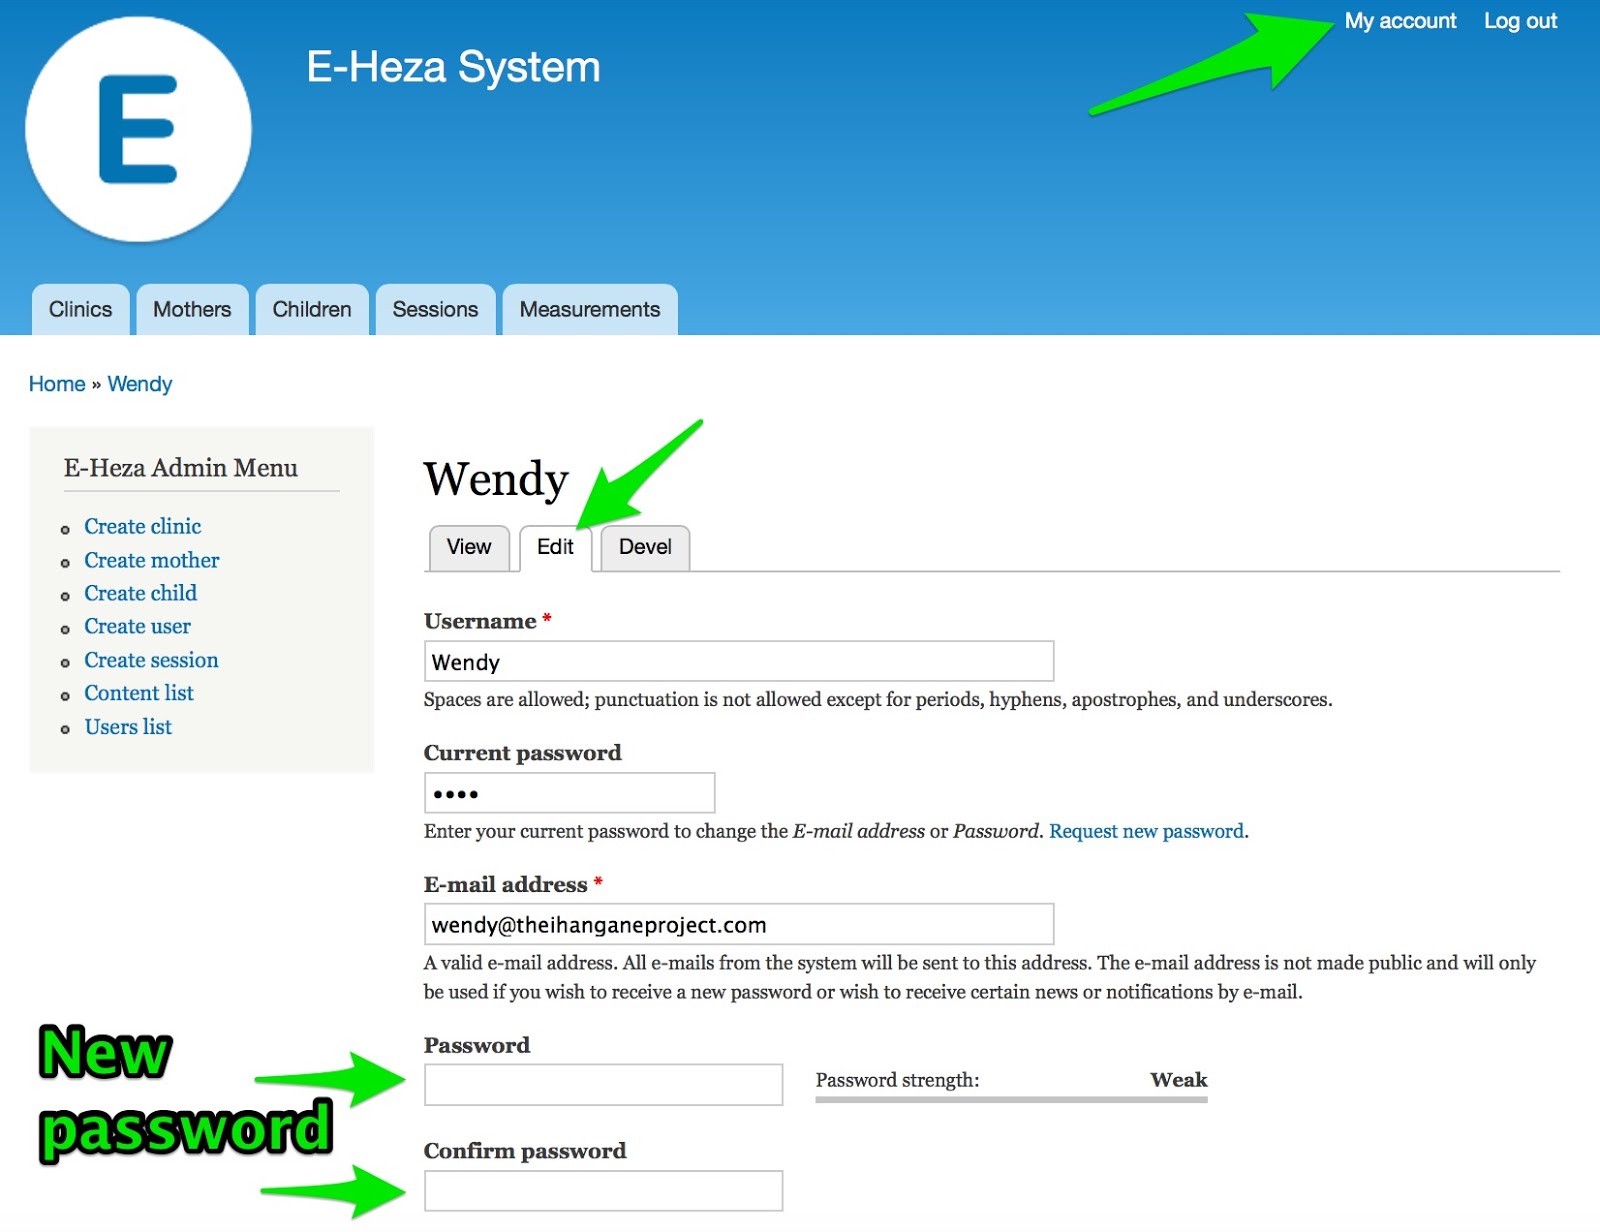 My account Log out
E
E-Heza System
Clinics Mothers Children Sessions Measurements
Home » Wendy
E-Heza Admin Menu
Create clinic
Create mother
Create child
Create user
Create session
Content list
Users list
Wendy
View Edit Devel
Username *
Wendy
Spaces are allowed; punctuation is not allowed except for periods, hyphens, apostrophes, and underscores.
Current password
••••
Enter your current password to change the E-mail address or Password. Request new password.
E-mail address *
wendy@theihanganeproject.com
A valid e-mail address. All e-mails from the system will be sent to this address. The e-mail address is not made public and will only
be used if you wish to receive a new password or wish to receive certain news or notifications by e-mail.
New
password
Password
Password strength: Weak
Confirm password